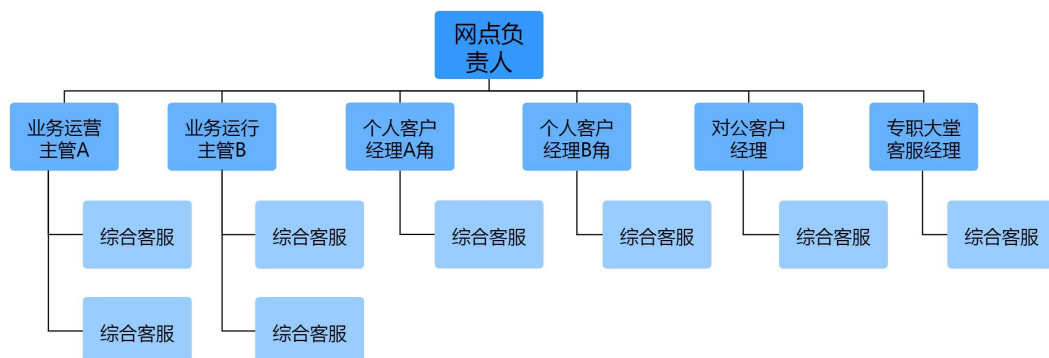 网点负
责人
业务运营
主管A
业务运行
主管B
个人客户
经理A角
个人客户
经理B角
对公客户
经理
专职大堂
客服经理
综合客服
综合客服
综合客服
综合客服
综合客服
综合客服
综合客服
综合客服